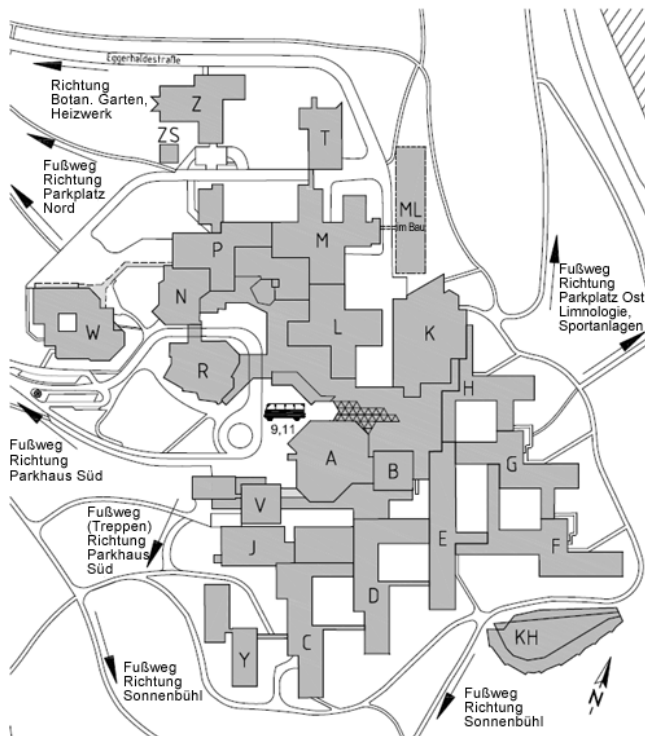 Eggerhaldestraße
Richtung
Botan. Garten,
Heizwerk
Z
ZS
T
Fußweg
Richtung
Parkplatz
Nord
ML
im Bau
P
M
N
W
L
K
R
Fußweg
Richtung
Parkplatz Ost
Limnologie,
Sportanlagen
H
9,11
A
B
G
Fußweg
Richtung
Parkhaus Süd
V
E
F
Fußweg
(Treppen)
Richtung
Parkhaus
Süd
J
D
C
Y
KH
Fußweg
Richtung
Sonnenbühl
Fußweg
Richtung
Sonnenbühl
N